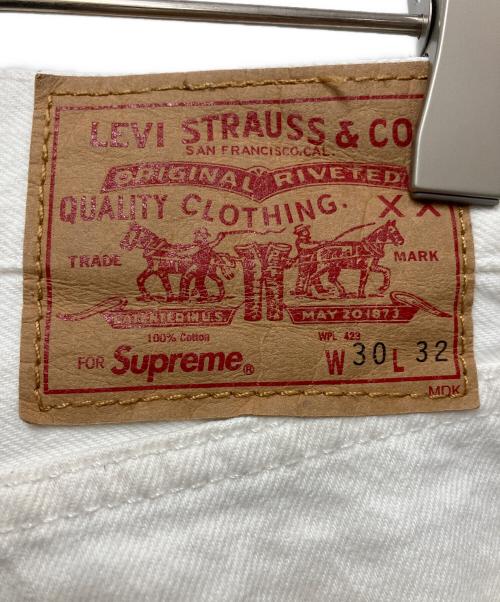 LEVI STRAUSS & CO
SAN FRANCISCO, CAL.
ORIGINAL RIVETED
QUALITY CLOTHING. XX
TRADE MARK
PATENTED IN U.S. MAY 20 1873
100% Cotton WPL 423
FOR Supreme® W 30 L 32
MDK